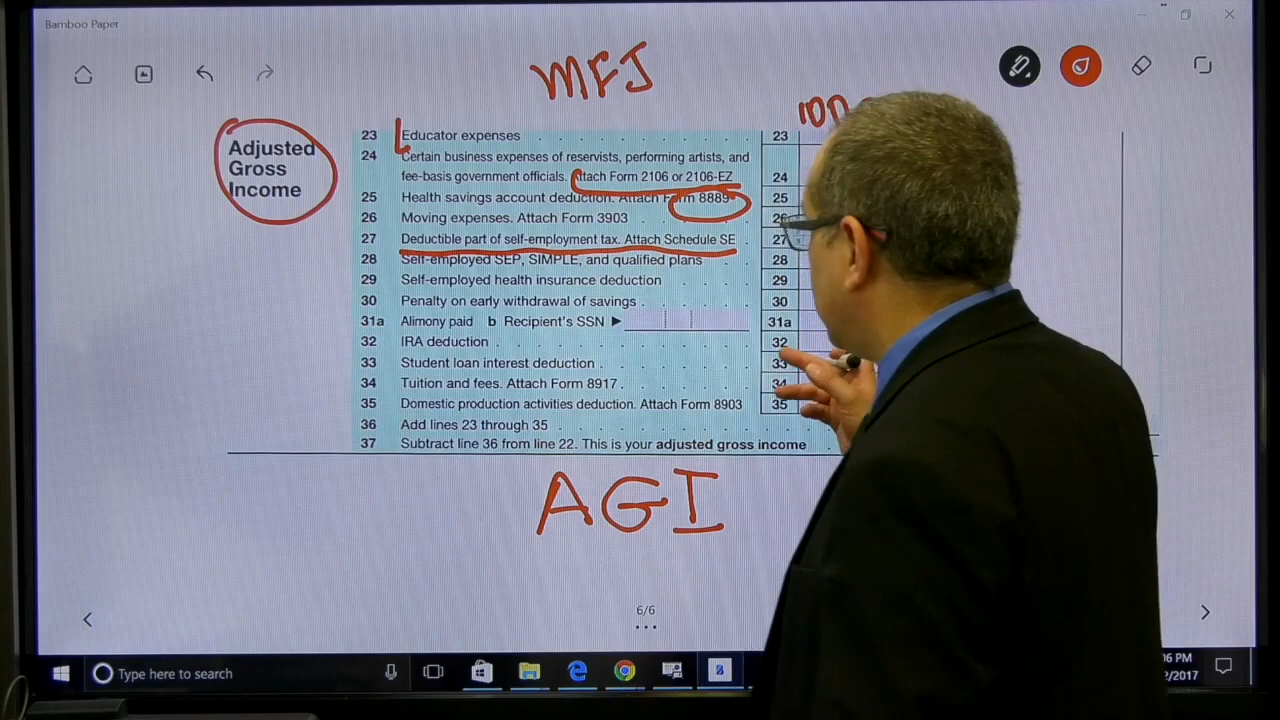 Bamboo Paper
MFJ
100
Adjusted
Gross
Income
23 Educator expenses . . . . . . . . . . . 23
24 Certain business expenses of reservists, performing artists, and
fee-basis government officials. Attach Form 2106 or 2106-EZ 24
25 Health savings account deduction. Attach Form 8889 25
26 Moving expenses. Attach Form 3903 . . . . . . 26
27 Deductible part of self-employment tax. Attach Schedule SE . 27
28 Self-employed SEP, SIMPLE, and qualified plans . . 28
29 Self-employed health insurance deduction . . . . 29
30 Penalty on early withdrawal of savings . . . . . . 30
31a Alimony paid b Recipient's SSN ▶ 31a
32 IRA deduction . . . . . . . . . . . . . 32
33 Student loan interest deduction . . . . . . . . 33
34 Tuition and fees. Attach Form 8917 . . . . . . . 34
35 Domestic production activities deduction. Attach Form 8903 35
36 Add lines 23 through 35 . . . . . . . . . . . . .
37 Subtract line 36 from line 22. This is your adjusted gross income .
AGI
6/6
Type here to search
06 PM
2/2017